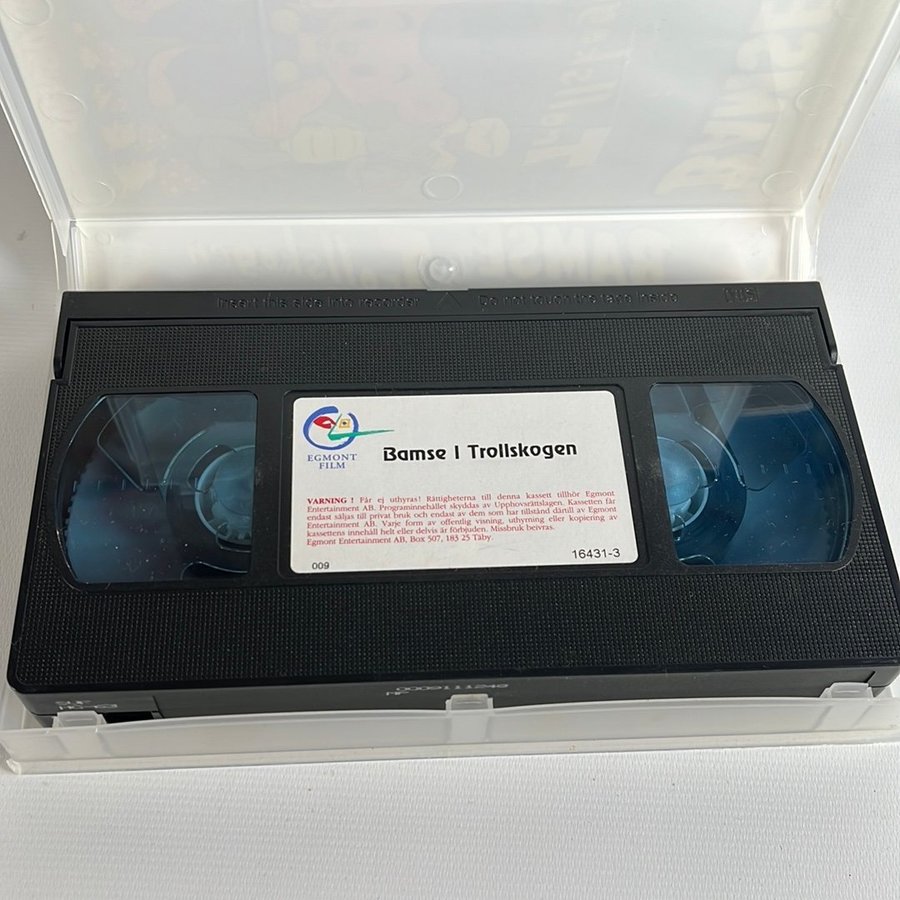 Insert this side into recorder △ Do not touch the tape inside VHS
EGMONT
FILM
Bamse I Trollskogen
VARNING ! Får ej uthyras! Rättigheterna till denna kassett tillhör Egmont
Entertainment AB. Programinnehållet skyddas av Upphovsrättslagen. Kassetten får
endast säljas till privat bruk och endast av dem som har tillstånd därtill av Egmont
Entertainment AB. Varje form av offentlig visning, uthyrning eller kopiering av
kassettens innehåll helt eller delvis är förbjuden. Missbruk beivras.
Egmont Entertainment AB, Box 507, 183 25 Täby.
009
16431-3
MP